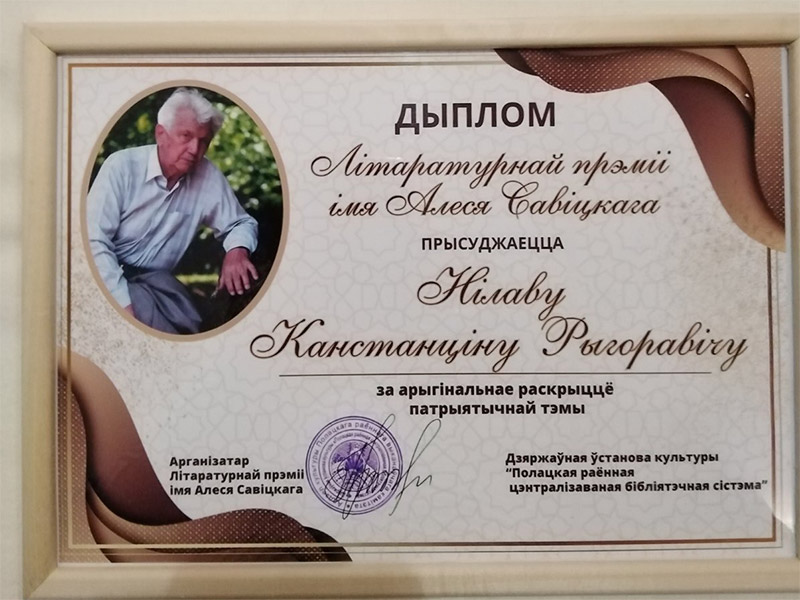 ДЫПЛОМ
Літаратурнай прэміі
імя Алеся Савіцкага
ПРЫСУДЖАЕЦЦА
Нілаву
Канстанціну Рыгоравічу
за арыгінальнае раскрыццё
патрыятычнай тэмы
Арганізатар
Літаратурнай прэміі
імя Алеся Савіцкага
Дзяржаўная ўстанова культуры
"Полацкая раённая
цэнтралізаваная бібліятэчная сістэма"